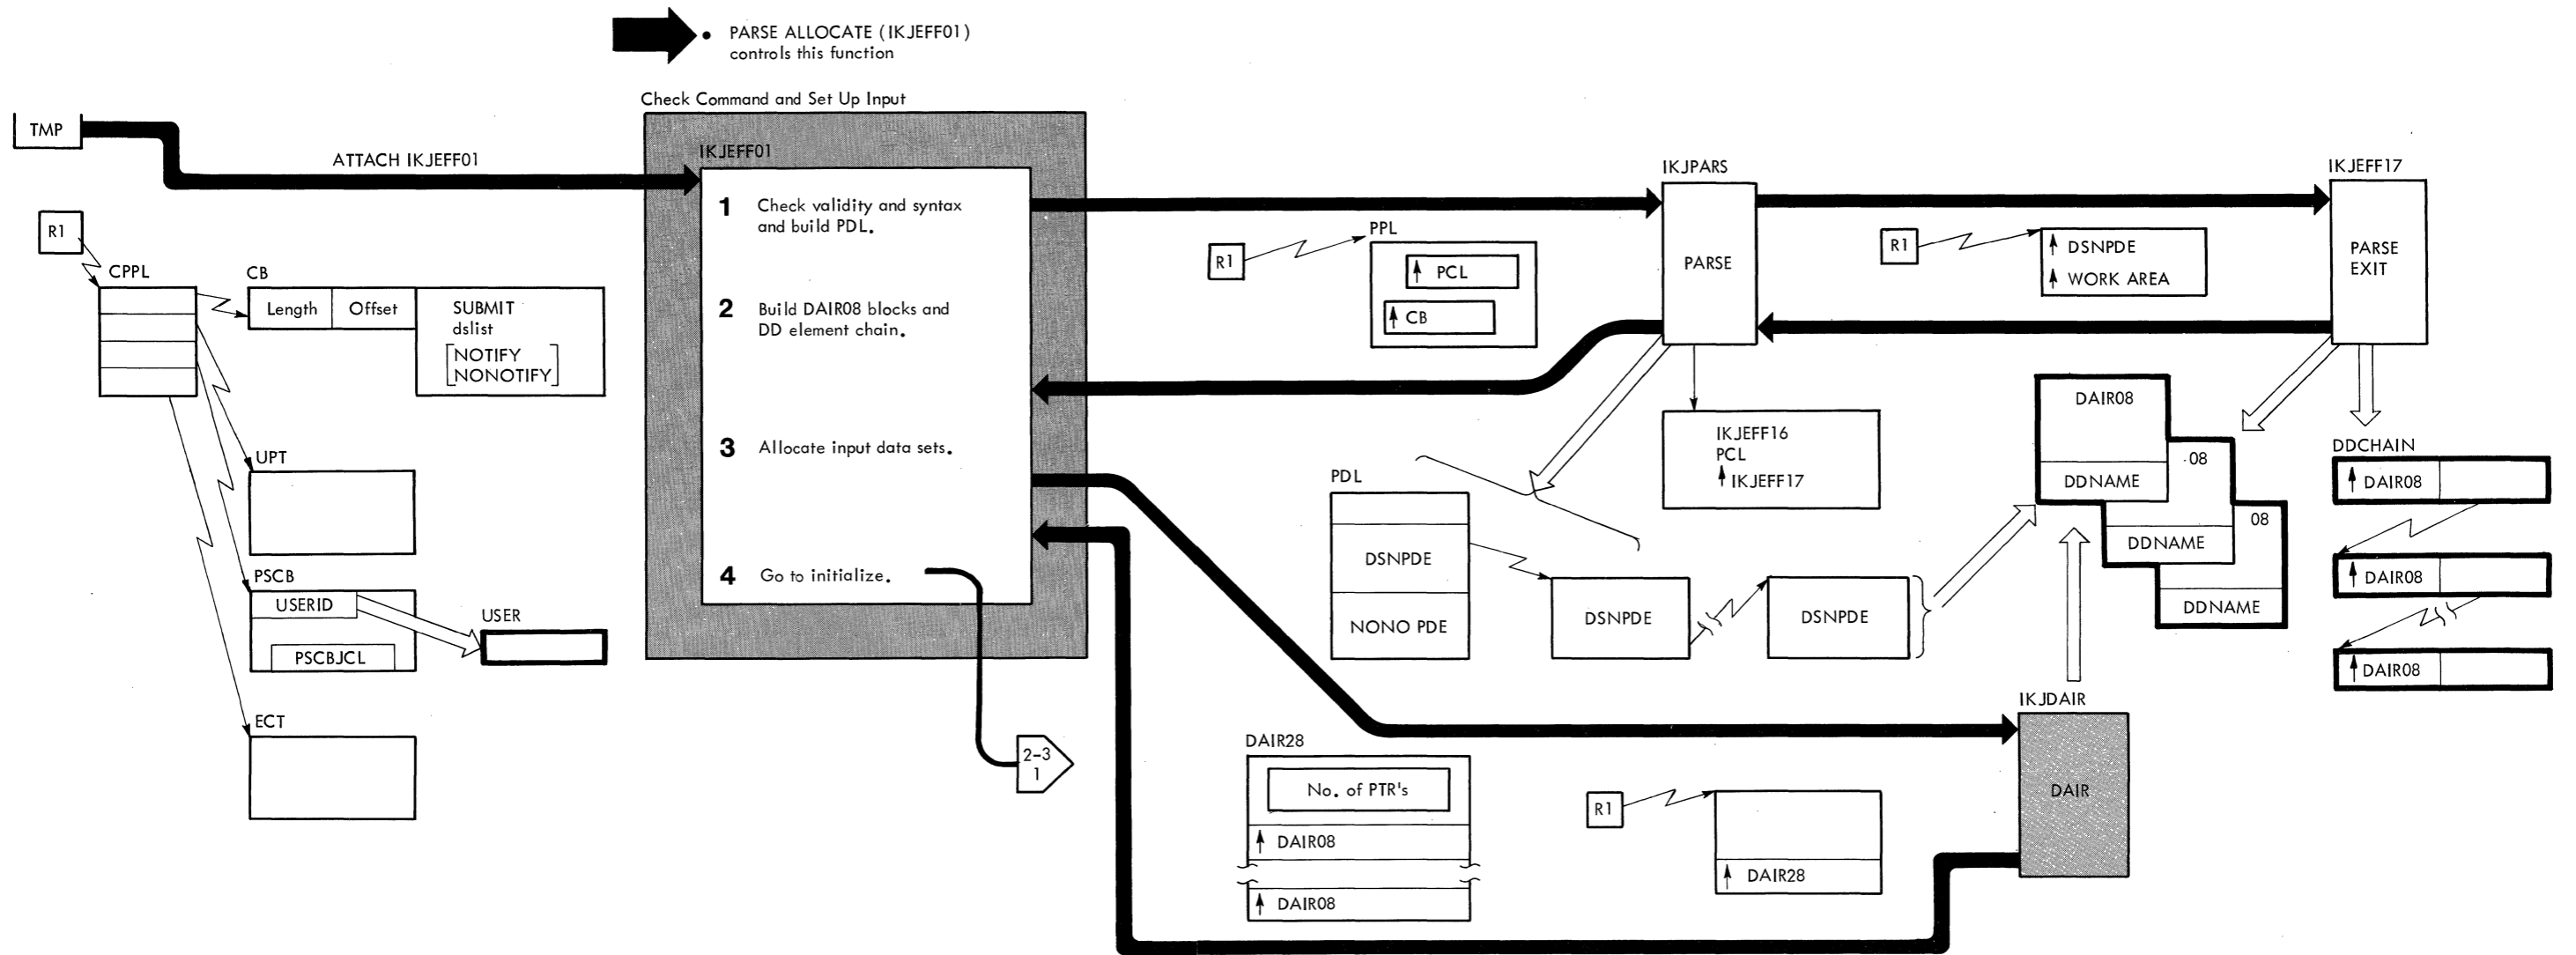 PARSE ALLOCATE (IKJEFF01)
controls this function
Check Command and Set Up Input
TMP
ATTACH IKJEFF01
IKJEFF01
1 Check validity and syntax
and build PDL.
2 Build DAIR08 blocks and
DD element chain.
3 Allocate input data sets.
4 Go to initialize.
2-3
1
R1
CPPL
CB
Length
Offset
SUBMIT
dslist
NOTIFY
NONOTIFY
UPT
PSCB
USERID
PSCBJCL
USER
ECT
IKJPARS
PARSE
R1
PPL
PCL
CB
IKJEFF17
PARSE
EXIT
R1
DSNPDE
WORK AREA
IKJEFF16
PCL
IKJEFF17
PDL
DSNPDE
NONO PDE
DSNPDE
DSNPDE
DAIR08
DDNAME
08
DDNAME
08
DDNAME
DDCHAIN
DAIR08
DAIR08
DAIR08
IKJDAIR
DAIR
DAIR28
No. of PTR's
DAIR08
DAIR08
R1
DAIR28